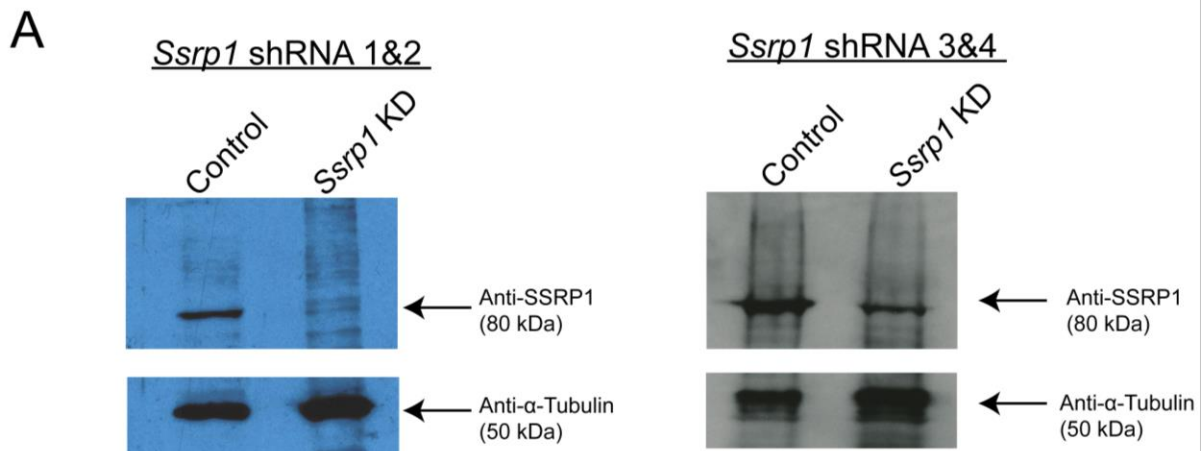 A
Ssrp1 shRNA 1&2
Control
Ssrp1 KD
Anti-SSRP1
(80 kDa)
Anti-α-Tubulin
(50 kDa)
Ssrp1 shRNA 3&4
Control
Ssrp1 KD
Anti-SSRP1
(80 kDa)
Anti-α-Tubulin
(50 kDa)